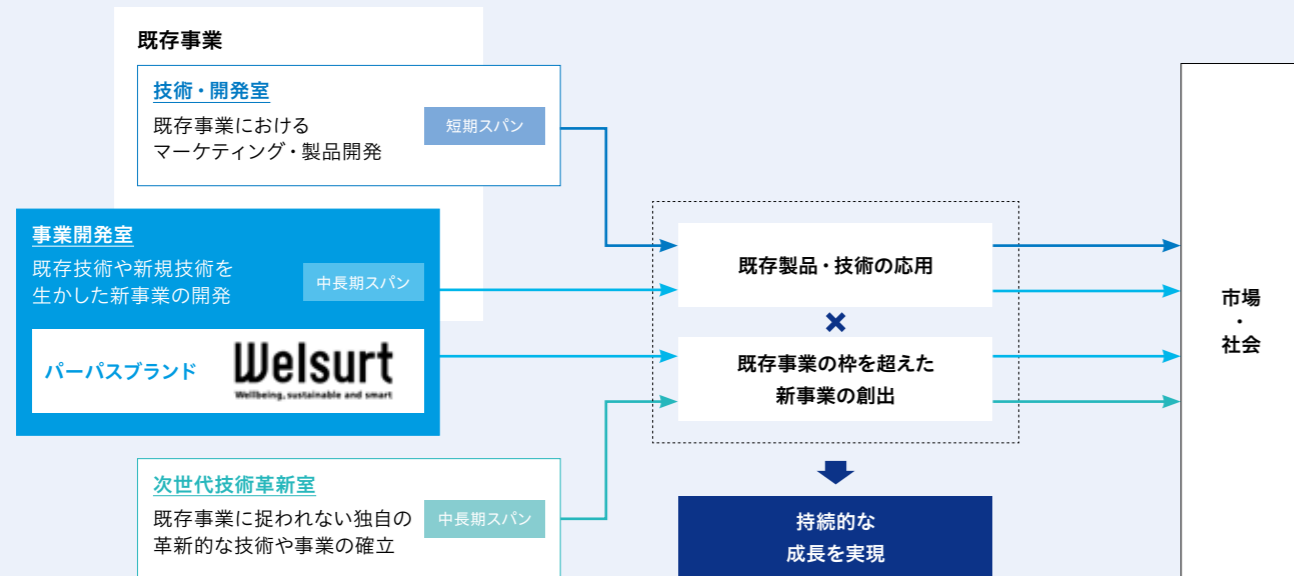 既存事業
技術・開発室
既存事業における
マーケティング・製品開発
短期スパン
事業開発室
既存技術や新規技術を
生かした新事業の開発
中長期スパン
パーパスブランド
Welsurt
Wellbeing, sustainable and smart
次世代技術革新室
既存事業に捉われない独自の
革新的な技術や事業の確立
中長期スパン
既存製品・技術の応用
×
既存事業の枠を超えた
新事業の創出
持続的な
成長を実現
市場
・
社会